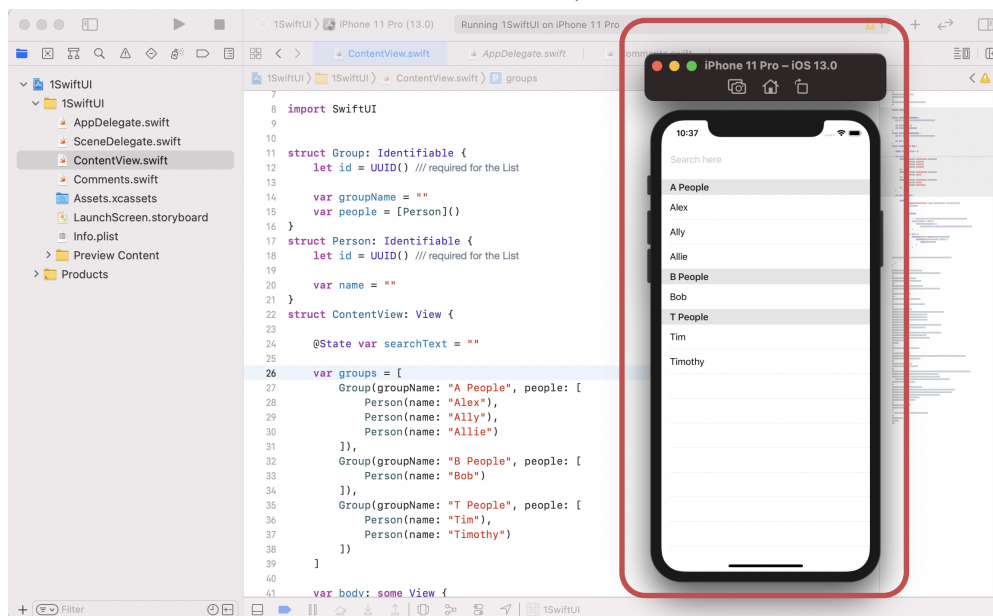 1SwiftUI iPhone 11 Pro (13.0) Running 1SwiftUI on iPhone 11 Pro
ContentView.swift AppDelegate.swift
1SwiftUI 1SwiftUI ContentView.swift P groups
1SwiftUI
1SwiftUI
AppDelegate.swift
SceneDelegate.swift
ContentView.swift
Comments.swift
Assets.xcassets
LaunchScreen.storyboard
Info.plist
Preview Content
Products
Filter
7
8 import SwiftUI
9
10
11 struct Group: Identifiable {
12 let id = UUID() /// required for the List
13
14 var groupName = ""
15 var people = [Person]()
16 }
17 struct Person: Identifiable {
18 let id = UUID() /// required for the List
19
20 var name = ""
21 }
22 struct ContentView: View {
23
24 @State var searchText = ""
25
26 var groups = [
27 Group(groupName: "A People", people: [
28 Person(name: "Alex"),
29 Person(name: "Ally"),
30 Person(name: "Allie")
31 ]),
32 Group(groupName: "B People", people: [
33 Person(name: "Bob")
34 ]),
35 Group(groupName: "T People", people: [
36 Person(name: "Tim"),
37 Person(name: "Timothy")
38 ])
39 ]
40
41 var body: some View {
1SwiftUI
iPhone 11 Pro – iOS 13.0
10:37
Search here
A People
Alex
Ally
Allie
B People
Bob
T People
Tim
Timothy